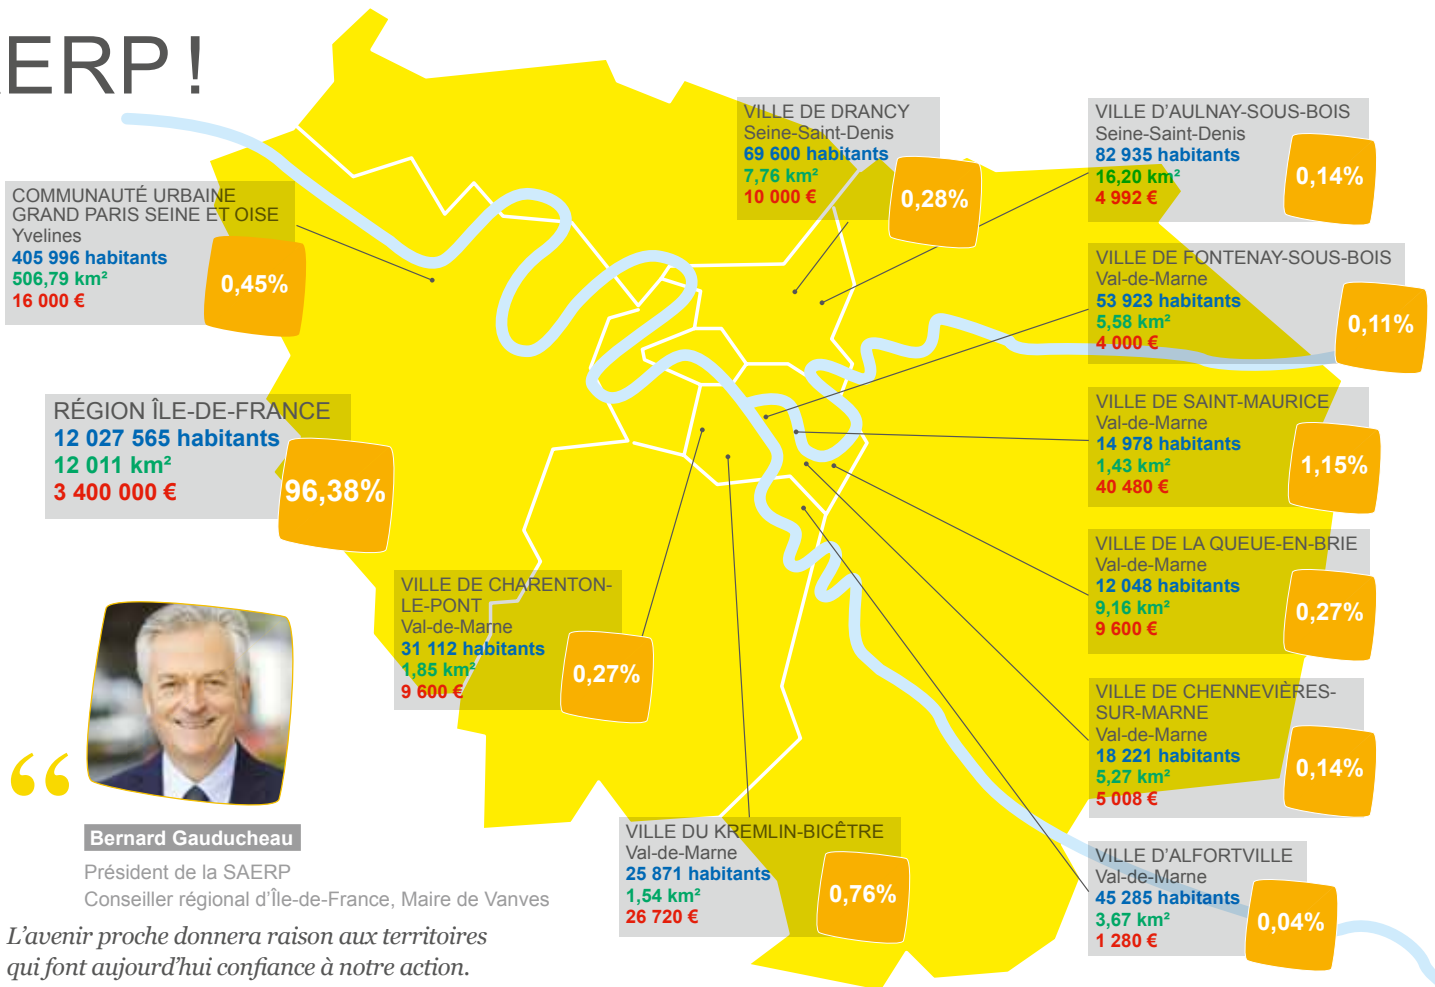 ERP !
COMMUNAUTÉ URBAINE
GRAND PARIS SEINE ET OISE
Yvelines
405 996 habitants
506,79 km²
16 000 €
0,45%
VILLE DE DRANCY
Seine-Saint-Denis
69 600 habitants
7,76 km²
10 000 €
0,28%
VILLE D'AULNAY-SOUS-BOIS
Seine-Saint-Denis
82 935 habitants
16,20 km²
4 992 €
0,14%
VILLE DE FONTENAY-SOUS-BOIS
Val-de-Marne
53 923 habitants
5,58 km²
4 000 €
0,11%
RÉGION ÎLE-DE-FRANCE
12 027 565 habitants
12 011 km²
3 400 000 €
96,38%
VILLE DE SAINT-MAURICE
Val-de-Marne
14 978 habitants
1,43 km²
40 480 €
1,15%
VILLE DE LA QUEUE-EN-BRIE
Val-de-Marne
12 048 habitants
9,16 km²
9 600 €
0,27%
VILLE DE CHARENTON-
LE-PONT
Val-de-Marne
31 112 habitants
1,85 km²
9 600 €
0,27%
VILLE DE CHENNEVIÈRES-
SUR-MARNE
Val-de-Marne
18 221 habitants
5,27 km²
5 008 €
0,14%
VILLE DU KREMLIN-BICÊTRE
Val-de-Marne
25 871 habitants
1,54 km²
26 720 €
0,76%
VILLE D'ALFORTVILLE
Val-de-Marne
45 285 habitants
3,67 km²
1 280 €
0,04%
“
Bernard Gauducheau
Président de la SAERP
Conseiller régional d'Île-de-France, Maire de Vanves
L'avenir proche donnera raison aux territoires
qui font aujourd'hui confiance à notre action.